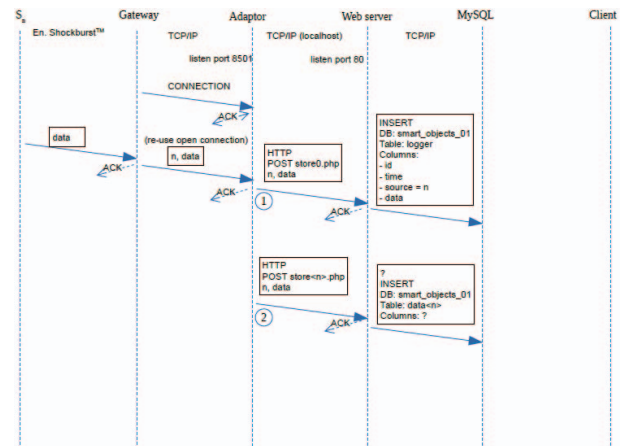 Sn Gateway Adaptor Web server MySQL Client
En. Shockburst™ TCP/IP TCP/IP (localhost) TCP/IP
listen port 8501 listen port 80
CONNECTION
ACK
data
ACK
(re-use open connection)
n, data
ACK
HTTP
POST store0.php
n, data
1
ACK
INSERT
DB: smart_objects_01
Table: logger
Columns:
- id
- time
- source = n
- data
HTTP
POST store<n>.php
n, data
2
ACK
?
INSERT
DB: smart_objects_01
Table: data<n>
Columns: ?